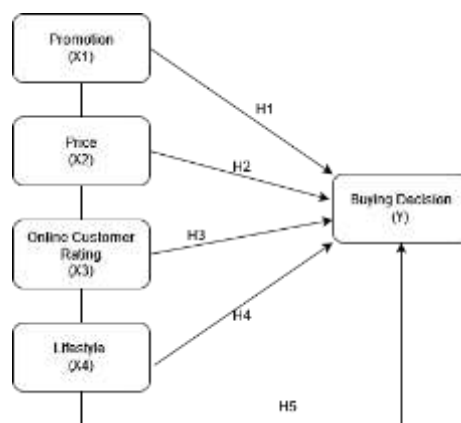 Promotion
(X1)
H1
Price
(X2)
H2
Buying Decision
(Y)
Online Customer
Rating
(X3)
H3
H4
Lifestyle
(X4)
H5